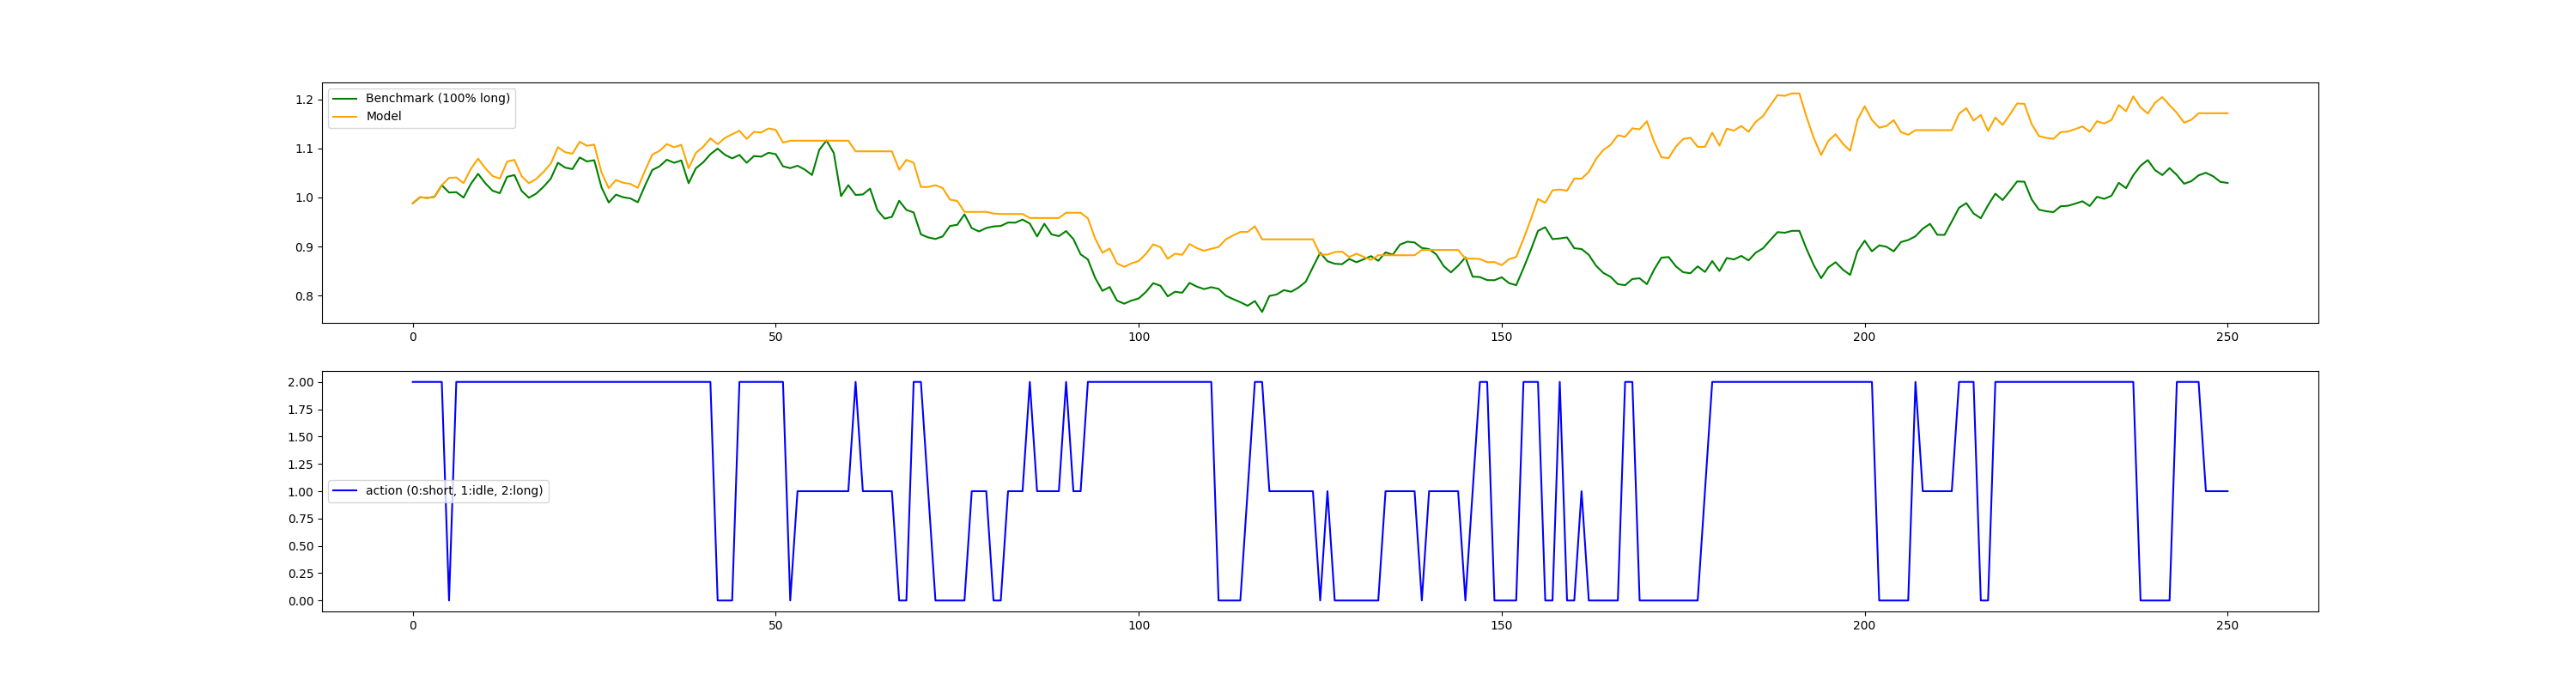 1.2
1.1
1.0
0.9
0.8
Benchmark (100% long)
Model
0 50 100 150 200 250
2.00
1.75
1.50
1.25
1.00
0.75
0.50
0.25
0.00
action (0:short, 1:idle, 2:long)
0 50 100 150 200 250